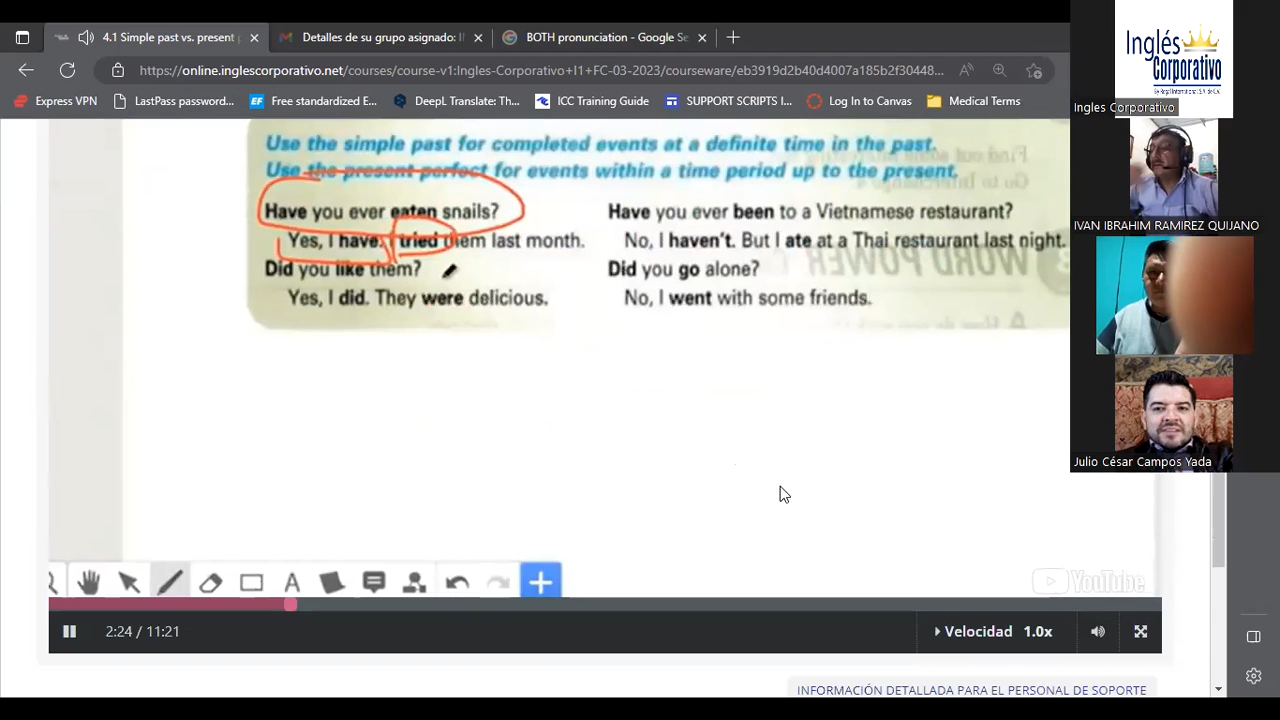 4.1 Simple past vs. present p
Detalles de su grupo asignado: I
BOTH pronunciation - Google Se
https://online.inglescorporativo.net/courses/course-v1:Ingles-Corporativo+I1+FC-03-2023/courseware/eb3919d2b40d4007a185b2f30448...
Express VPN
LastPass password...
EF Free standardized E...
DeepL Translate: Th...
ICC Training Guide
SUPPORT SCRIPTS I...
Log In to Canvas
Medical Terms
Inglés
Corporativo
Ingles Corporativo
Use the simple past for completed events at a definite time in the past.
Use the present perfect for events within a time period up to the present.
Have you ever eaten snails?
Yes, I have. I tried them last month.
Did you like them?
Yes, I did. They were delicious.
Have you ever been to a Vietnamese restaurant?
No, I haven't. But I ate at a Thai restaurant last night.
Did you go alone?
No, I went with some friends.
WORD POWER
IVAN IBRAHIM RAMIREZ QUIJANO
Julio César Campos Yada
YouTube
2:24 / 11:21
Velocidad 1.0x
INFORMACIÓN DETALLADA PARA EL PERSONAL DE SOPORTE